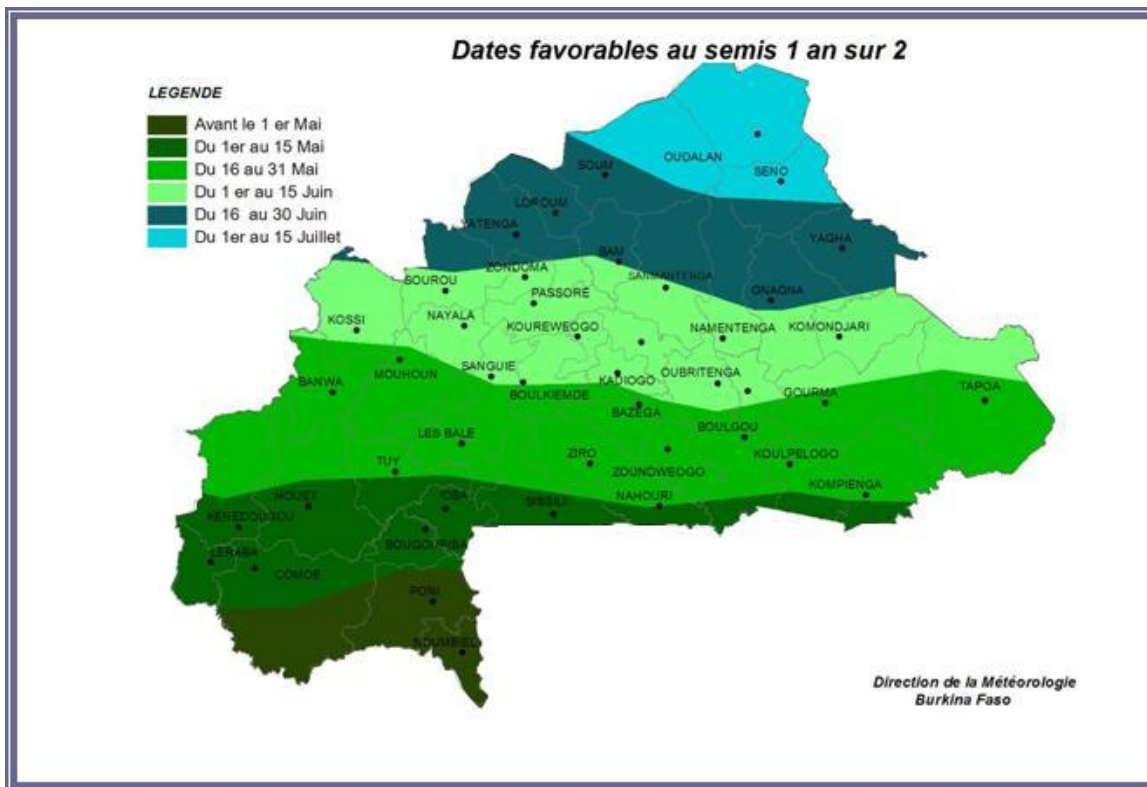 Dates favorables au semis 1 an sur 2
LEGENDE
Avant le 1 er Mai
Du 1er au 15 Mai
Du 16 au 31 Mai
Du 1 er au 15 Juin
Du 16 au 30 Juin
Du 1er au 15 Juillet
OUDALAN
SOUM
SENO
LOROUM
YATENGA
YAGHA
BAM
ZONDOMA
SOUROU
SANMANTENGA
GNAGNA
PASSORE
KOSSI
NAYALA
KOUREWEOGO
NAMENTENGA
KOMONDJARI
SANGUIE
MOUHOUN
KADIOGO
OUBRITENGA
BANWA
BOULKIEMDE
GOURMA
TAPOA
BAZEGA
LES BALE
BOULGOU
TUY
ZIRO
ZOUNDWEOGO
KOULPELOGO
KOMPIENGA
HOUET
IOBA
SISSILI
NAHOURI
KENEDOUGOU
BOUGOURIBA
LERABA
COMOE
PONI
NOUMBIEL
Direction de la Météorologie
Burkina Faso